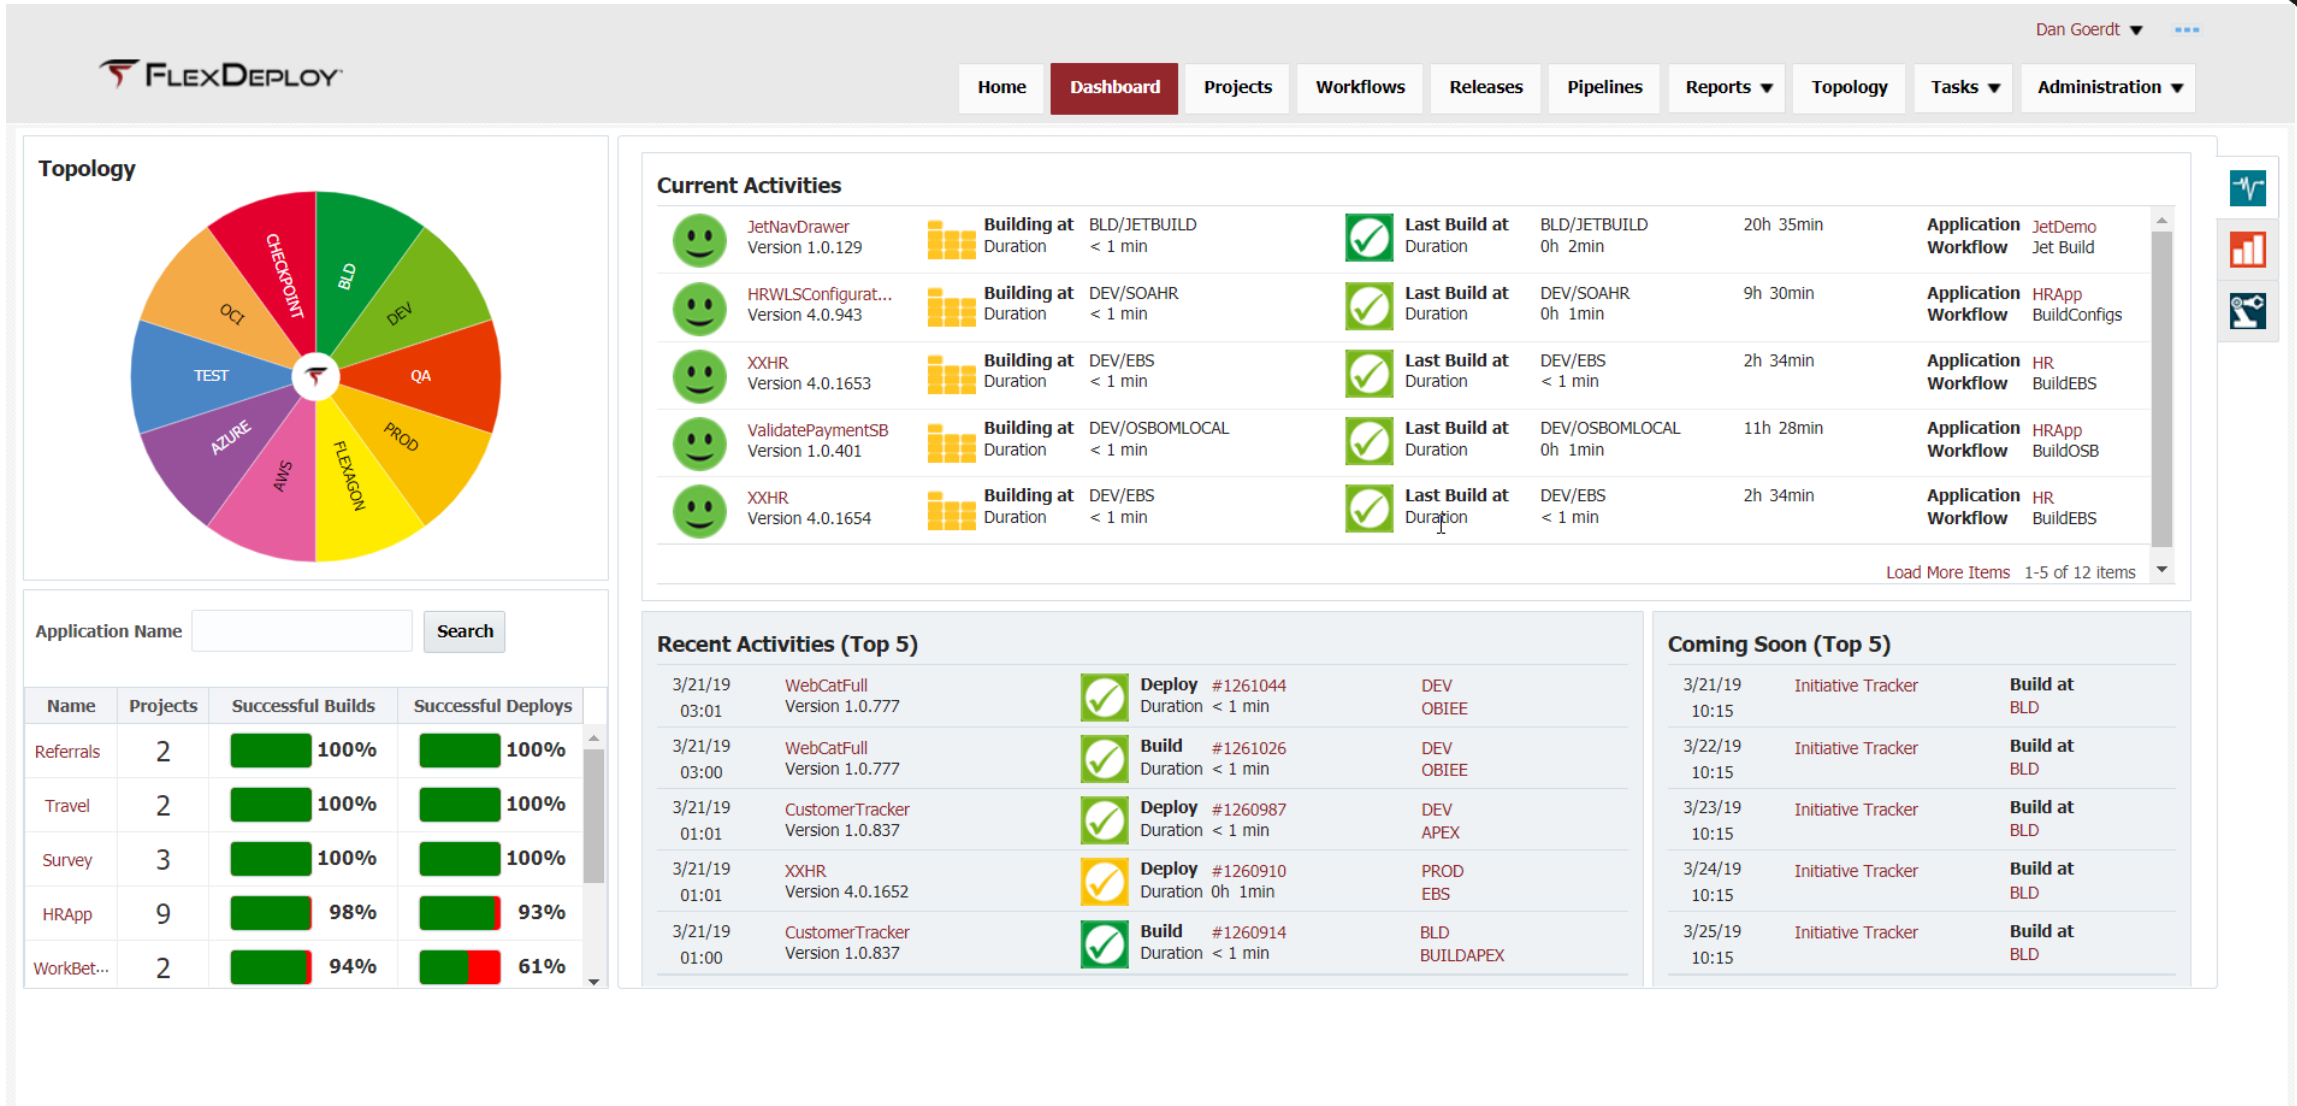 Dan Goerdt
FLEXDEPLOY
Home Dashboard Projects Workflows Releases Pipelines Reports Topology Tasks Administration
Topology
CHECKPOINT
BLD
DEV
QA
PROD
FLEXAGON
AWS
AZURE
TEST
OCI
Application Name Search
Name Projects Successful Builds Successful Deploys
Referrals 2 100% 100%
Travel 2 100% 100%
Survey 3 100% 100%
HRApp 9 98% 93%
WorkBet... 2 94% 61%
Current Activities
JetNavDrawer Building at BLD/JETBUILD Last Build at BLD/JETBUILD 20h 35min Application JetDemo
Version 1.0.129 Duration < 1 min Duration 0h 2min Workflow Jet Build
HRWLSConfigurat... Building at DEV/SOAHR Last Build at DEV/SOAHR 9h 30min Application HRApp
Version 4.0.943 Duration < 1 min Duration 0h 1min Workflow BuildConfigs
XXHR Building at DEV/EBS Last Build at DEV/EBS 2h 34min Application HR
Version 4.0.1653 Duration < 1 min Duration < 1 min Workflow BuildEBS
ValidatePaymentSB Building at DEV/OSBOMLOCAL Last Build at DEV/OSBOMLOCAL 11h 28min Application HRApp
Version 1.0.401 Duration < 1 min Duration 0h 1min Workflow BuildOSB
XXHR Building at DEV/EBS Last Build at DEV/EBS 2h 34min Application HR
Version 4.0.1654 Duration < 1 min Duration < 1 min Workflow BuildEBS
Load More Items 1-5 of 12 items
Recent Activities (Top 5)
3/21/19 WebCatFull Deploy #1261044 DEV
03:01 Version 1.0.777 Duration < 1 min OBIEE
3/21/19 WebCatFull Build #1261026 DEV
03:00 Version 1.0.777 Duration < 1 min OBIEE
3/21/19 CustomerTracker Deploy #1260987 DEV
01:01 Version 1.0.837 Duration < 1 min APEX
3/21/19 XXHR Deploy #1260910 PROD
01:01 Version 4.0.1652 Duration 0h 1min EBS
3/21/19 CustomerTracker Build #1260914 BLD
01:00 Version 1.0.837 Duration < 1 min BUILDAPEX
Coming Soon (Top 5)
3/21/19 Initiative Tracker Build at
10:15 BLD
3/22/19 Initiative Tracker Build at
10:15 BLD
3/23/19 Initiative Tracker Build at
10:15 BLD
3/24/19 Initiative Tracker Build at
10:15 BLD
3/25/19 Initiative Tracker Build at
10:15 BLD